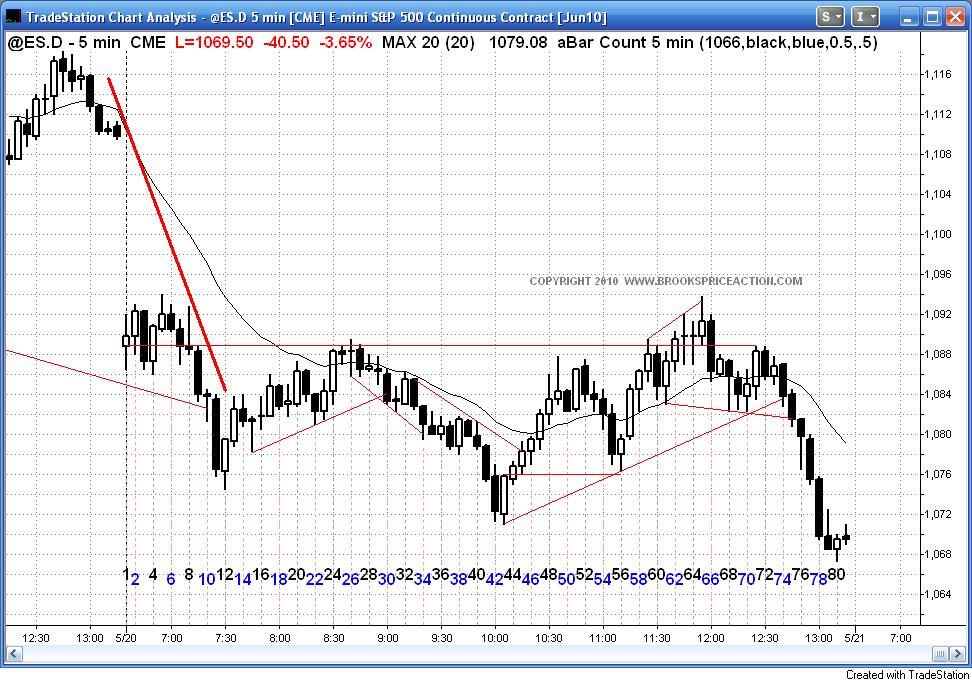 TradeStation Chart Analysis - @ES.D 5 min [CME] E-mini S&P 500 Continuous Contract [Jun10]
S I
@ES.D - 5 min CME L=1069.50 -40.50 -3.65% MAX 20 (20) 1079.08 aBar Count 5 min (1066,black,blue,0.5,.5)
1,116
1,112
1,108
1,104
1,100
1,096
COPYRIGHT 2010 WWW.BROOKSPRICEACTION.COM
1,092
1,088
1,084
1,080
1,076
1,072
1,068
1 2 4 6 8 10 12 14 16 18 20 22 24 26 28 30 32 34 36 38 40 42 44 46 48 50 52 54 56 58 60 62 64 66 68 70 72 74 76 78 80
1,064
12:30 13:00 5/20 7:00 7:30 8:00 8:30 9:00 9:30 10:00 10:30 11:00 11:30 12:00 12:30 13:00 5/21 7:00
Created with TradeStation